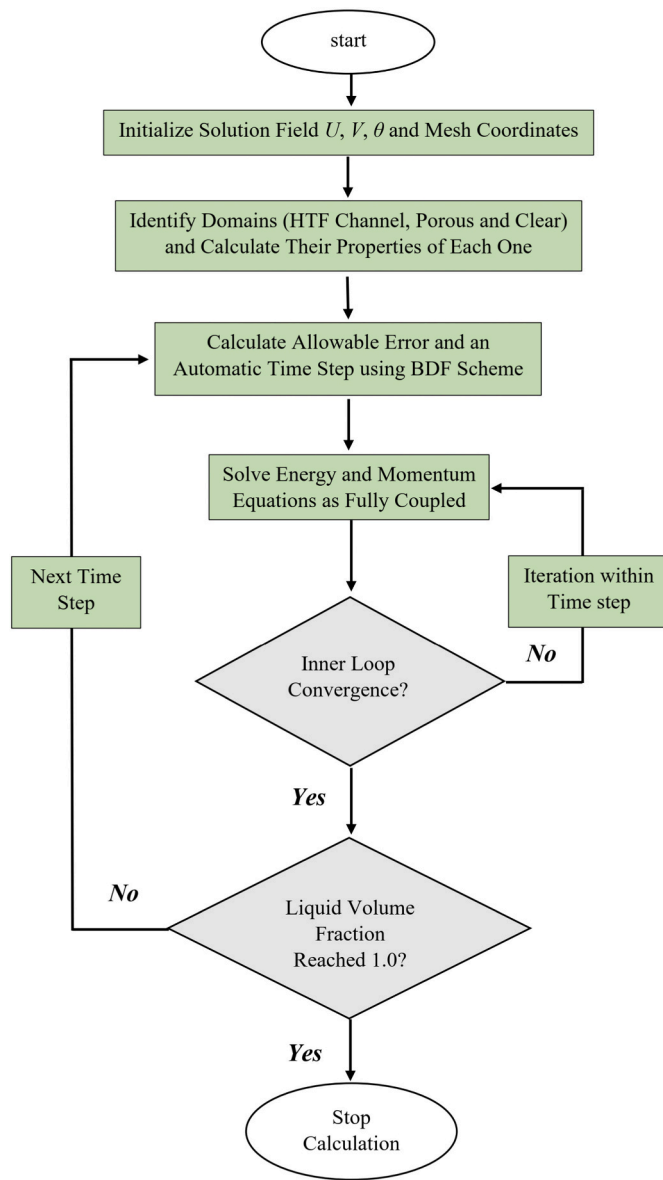 start
Initialize Solution Field U, V, θ and Mesh Coordinates
Identify Domains (HTF Channel, Porous and Clear)
and Calculate Their Properties of Each One
Calculate Allowable Error and an
Automatic Time Step using BDF Scheme
Solve Energy and Momentum
Equations as Fully Coupled
Next Time
Step
Iteration within
Time step
Inner Loop
Convergence?
No
Yes
No
Liquid Volume
Fraction
Reached 1.0?
Yes
Stop
Calculation